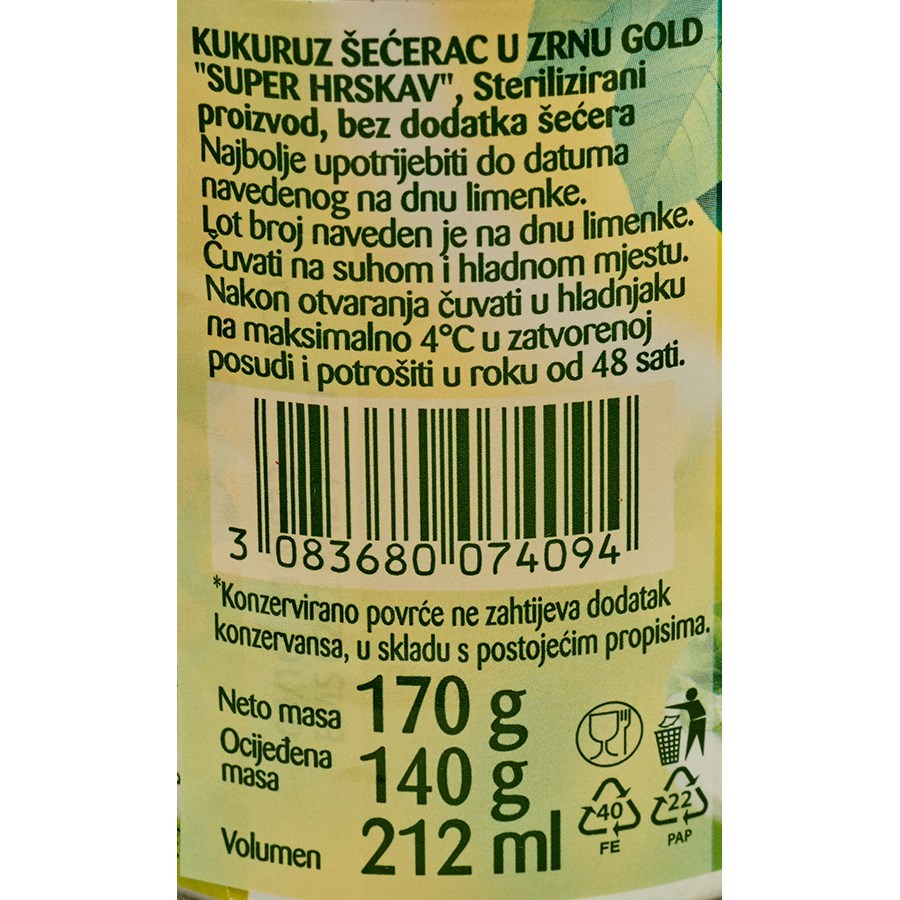 KUKURUZ ŠEĆERAC U ZRNU GOLD
"SUPER HRSKAV", Sterilizirani
proizvod, bez dodatka šećera
Najbolje upotrijebiti do datuma
navedenog na dnu limenke.
Lot broj naveden je na dnu limenke.
Čuvati na suhom i hladnom mjestu.
Nakon otvaranja čuvati u hladnjaku
na maksimalno 4°C u zatvorenoj
posudi i potrošiti u roku od 48 sati.
3 083680 074094
*Konzervirano povrće ne zahtijeva dodatak
konzervansa, u skladu s postojećim propisima.
Neto masa 170 g
Ocijeđena
masa 140 g
Volumen 212 ml
40
FE
22
PAP